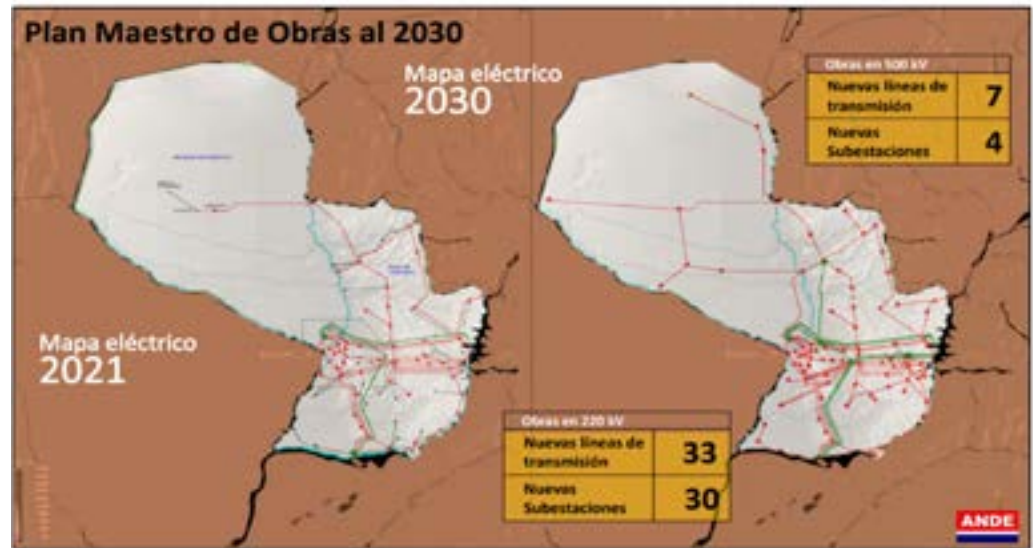 Plan Maestro de Obras al 2030
Mapa eléctrico
2030
Obras en 500 kV
Nuevas líneas de
transmisión
7
Nuevas
Subestaciones
4
Mapa eléctrico
2021
Obras en 220 kV
Nuevas líneas de
transmisión
33
Nuevas
Subestaciones
30
ANDE